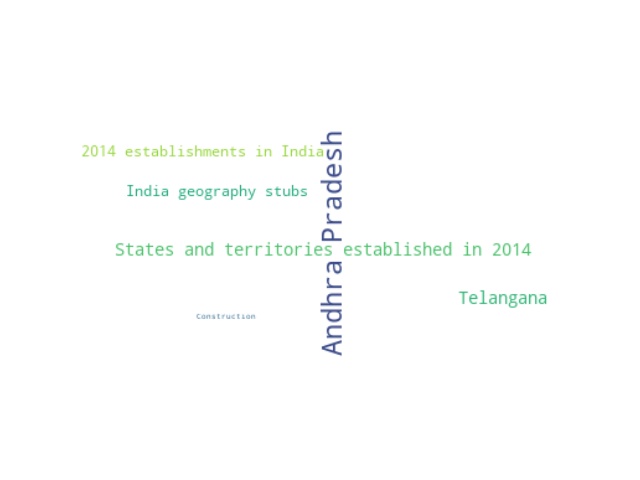 2014 establishments in India
India geography stubs
Andhra Pradesh
States and territories established in 2014
Telangana
Construction